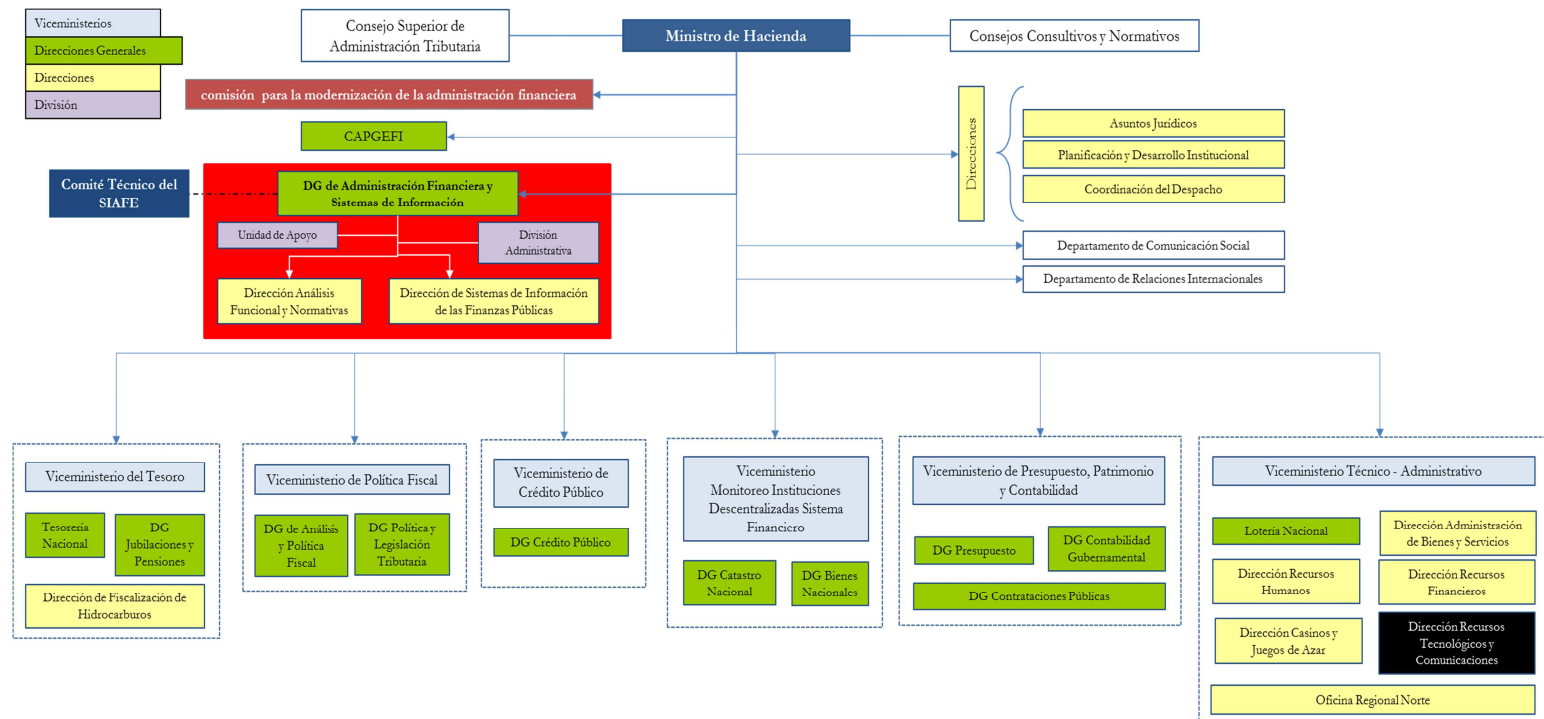 Viceministerios
Direcciones Generales
Direcciones
División
Consejo Superior de
Administración Tributaria
Ministro de Hacienda
Consejos Consultivos y Normativos
comisión para la modernización de la administración financiera
CAPGEFI
Comité Técnico del
SIAFE
DG de Administración Financiera y
Sistemas de Información
Unidad de Apoyo
División
Administrativa
Dirección Análisis
Funcional y Normativas
Dirección de Sistemas de Información
de las Finanzas Públicas
Direcciones
Asuntos Jurídicos
Planificación y Desarrollo Institucional
Coordinación del Despacho
Departamento de Comunicación Social
Departamento de Relaciones Internacionales
Viceministerio del Tesoro
Tesorería
Nacional
DG
Jubilaciones y
Pensiones
Dirección de Fiscalización de
Hidrocarburos
Viceministerio de Política Fiscal
DG de Análisis
y Política
Fiscal
DG Política y
Legislación
Tributaria
Viceministerio de
Crédito Público
DG Crédito Público
Viceministerio
Monitoreo Instituciones
Descentralizadas Sistema
Financiero
DG Catastro
Nacional
DG Bienes
Nacionales
Viceministerio de Presupuesto, Patrimonio
y Contabilidad
DG Presupuesto
DG Contabilidad
Gubernamental
DG Contrataciones Públicas
Viceministerio Técnico - Administrativo
Lotería Nacional
Dirección Administración
de Bienes y Servicios
Dirección Recursos
Humanos
Dirección Recursos
Financieros
Dirección Casinos y
Juegos de Azar
Dirección Recursos
Tecnológicos y
Comunicaciones
Oficina Regional Norte